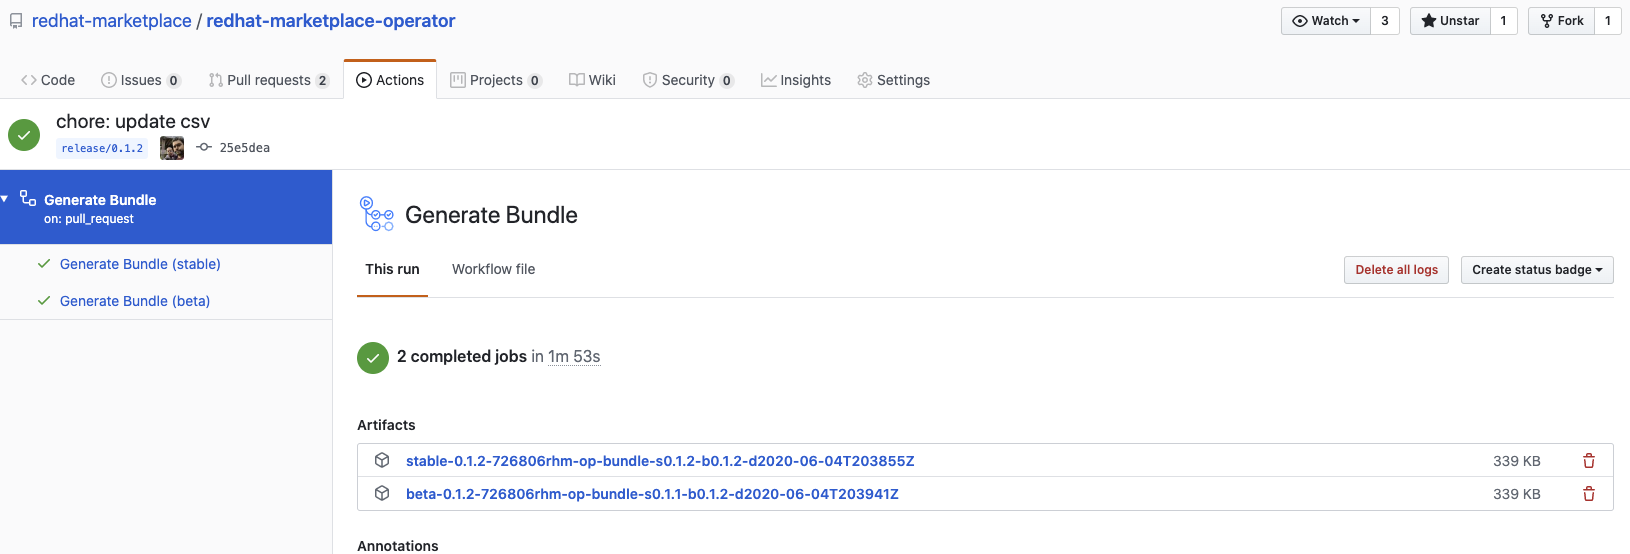 redhat-marketplace / redhat-marketplace-operator
Watch 3 Unstar 1 Fork 1
Code Issues 0 Pull requests 2 Actions Projects 0 Wiki Security 0 Insights Settings
chore: update csv
release/0.1.2 25e5dea
Generate Bundle
on: pull_request
Generate Bundle (stable)
Generate Bundle (beta)
Generate Bundle
This run Workflow file Delete all logs Create status badge
2 completed jobs in 1m 53s
Artifacts
stable-0.1.2-726806rhm-op-bundle-s0.1.2-b0.1.2-d2020-06-04T203855Z 339 KB
beta-0.1.2-726806rhm-op-bundle-s0.1.1-b0.1.2-d2020-06-04T203941Z 339 KB
Annotations